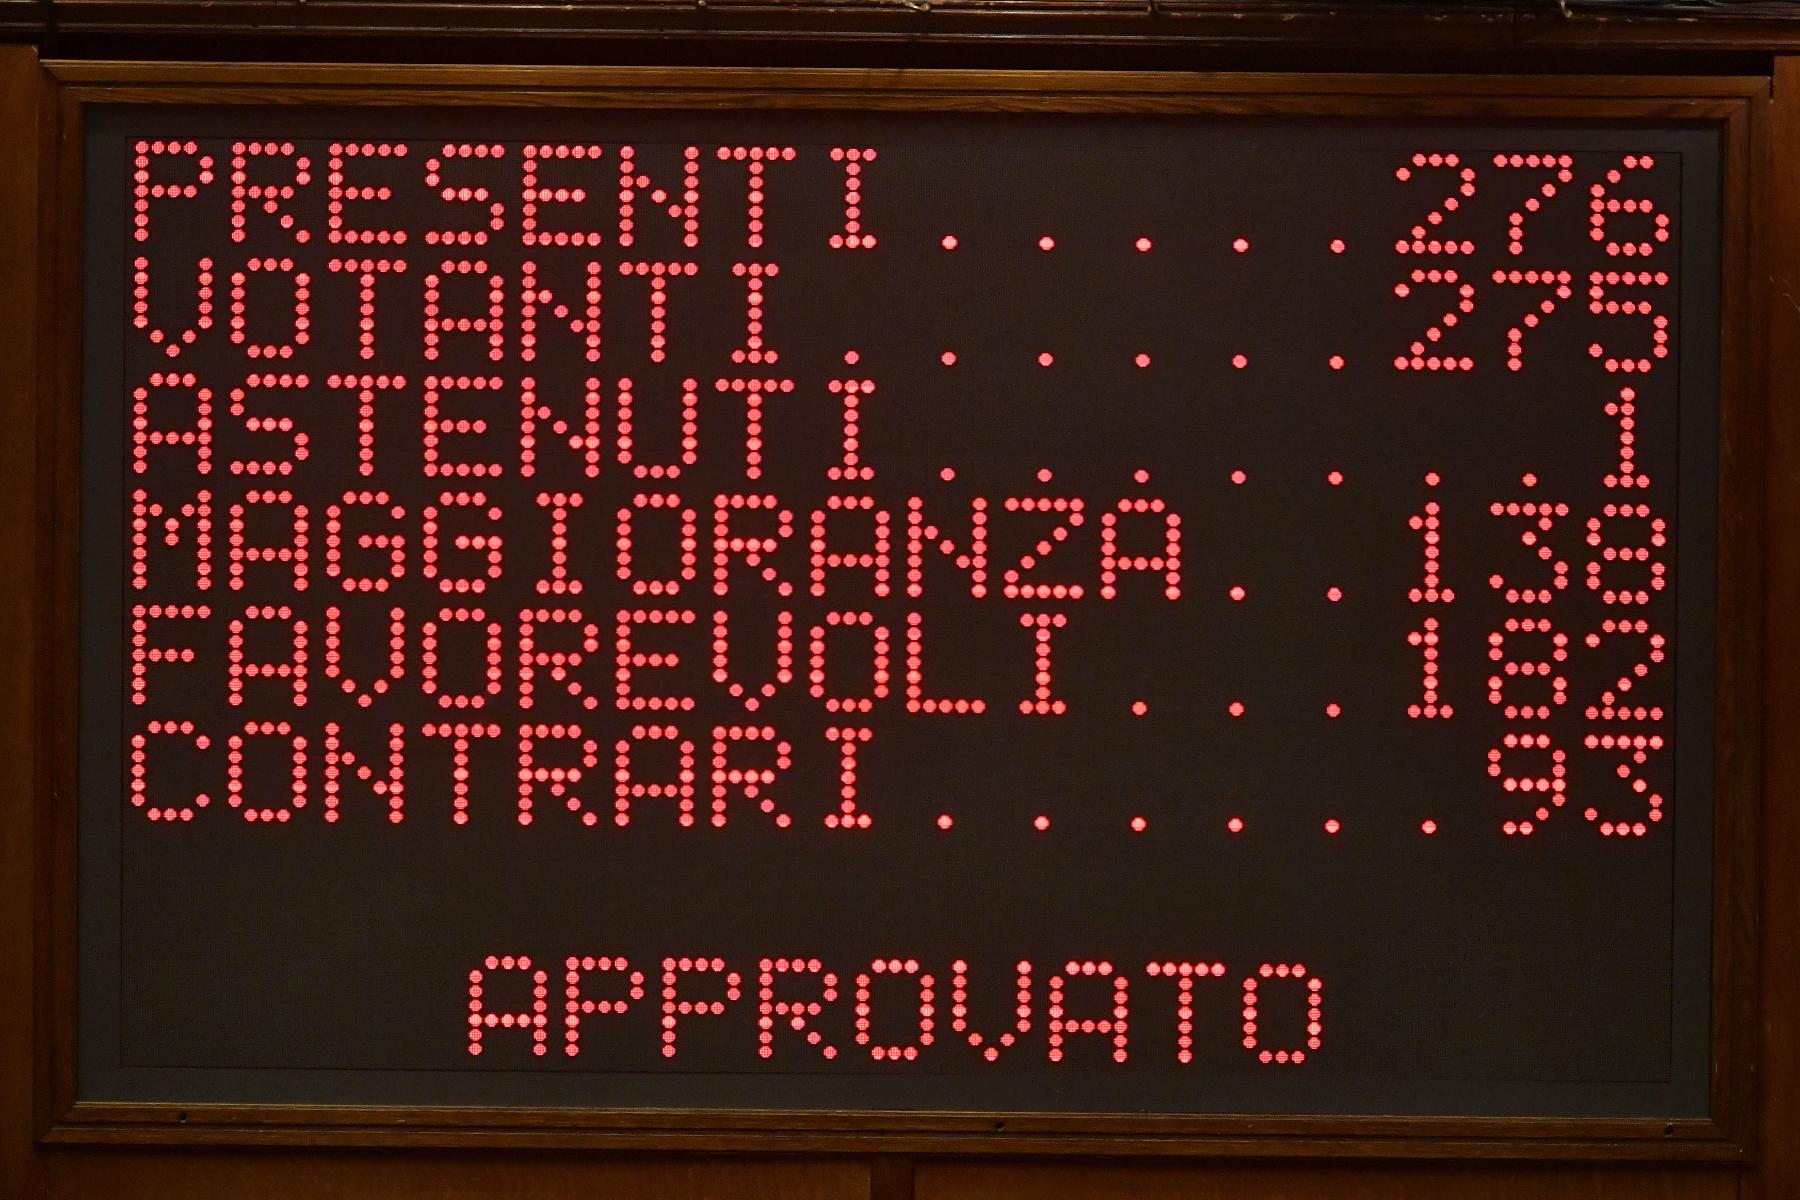 PRESENTI.....276
VOTANTI......275
ASTENUTI.......1
MAGGIORANZA..138
FAVOREVOLI...182
CONTRARI......93
APPROVATO